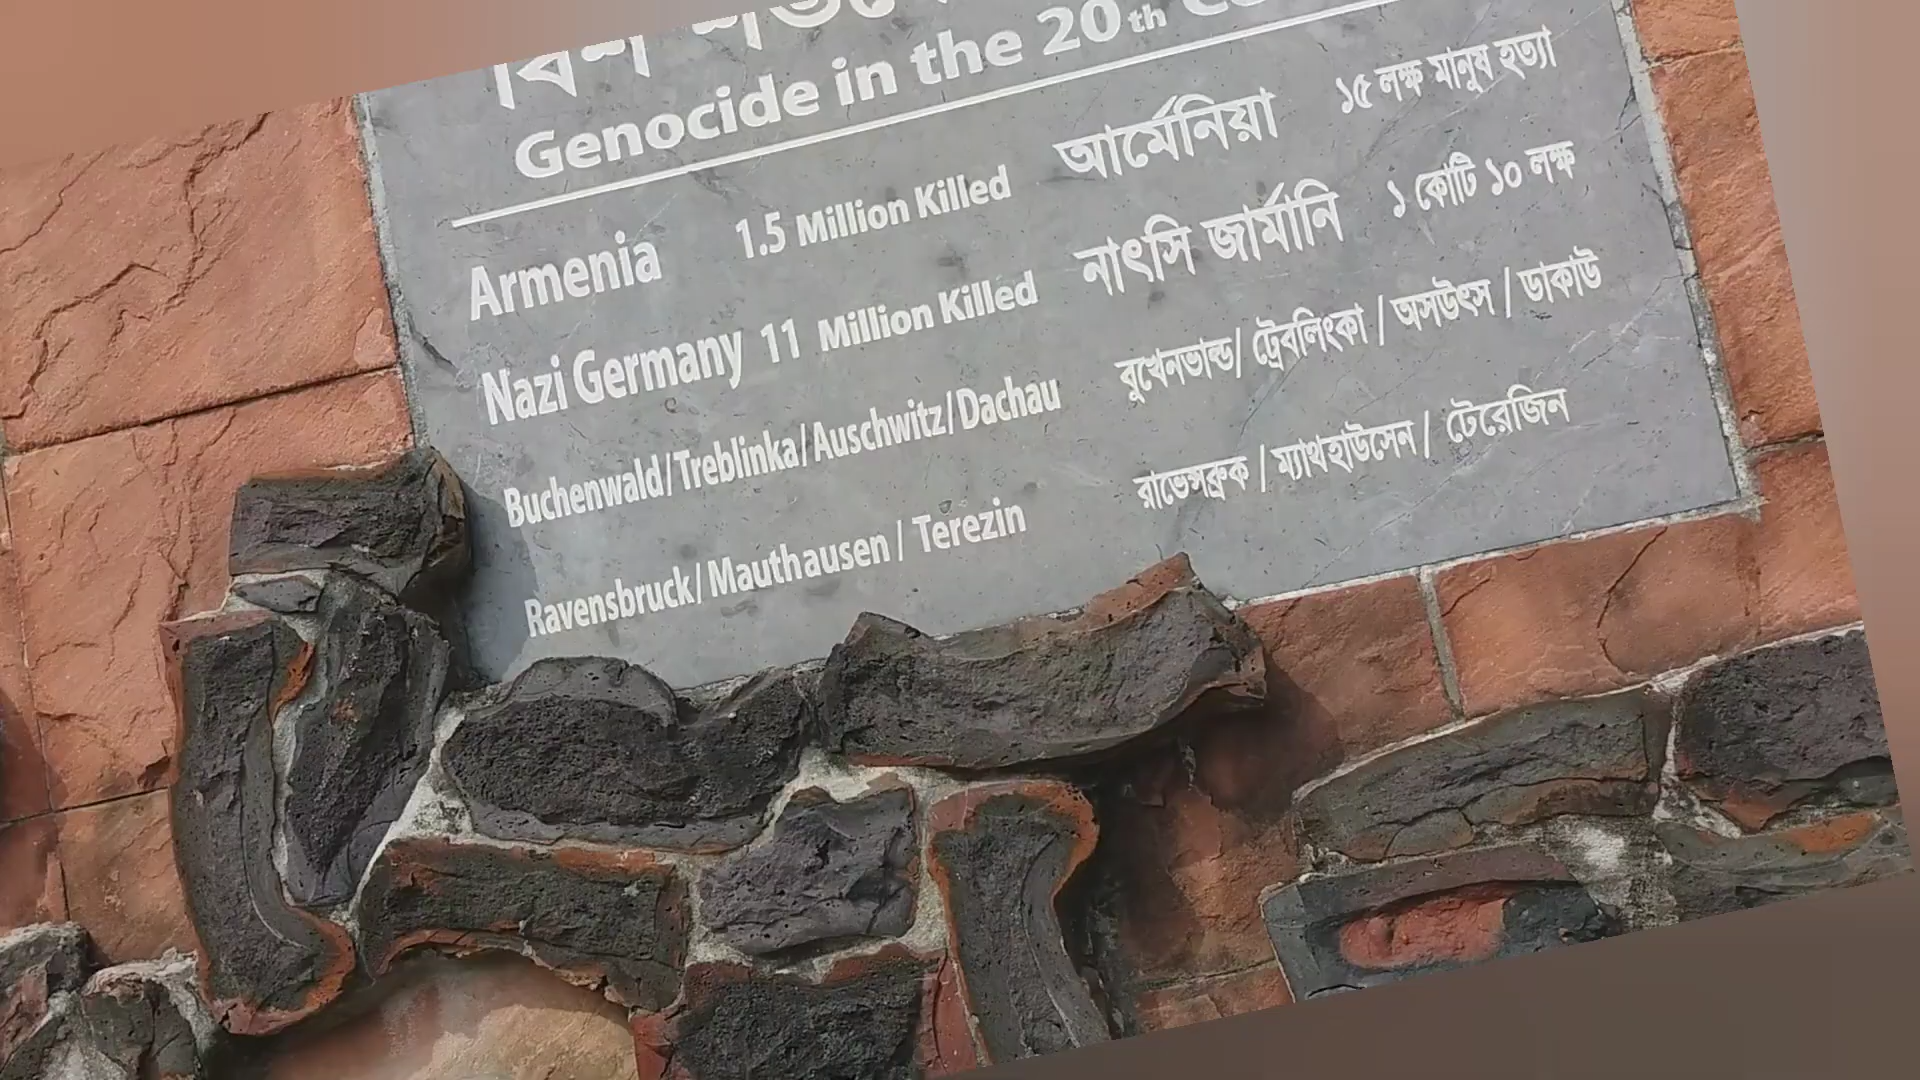 Genocide in the 20th
Armenia 1.5 Million Killed আর্মেনিয়া ১৫ লক্ষ মানুষ হত্যা
Nazi Germany 11 Million Killed নাৎসি জার্মানি ১ কোটি ১০ লক্ষ
Buchenwald/Treblinka/Auschwitz/Dachau বুখেনভাল্ড/ ট্রেবলিংকা / অসউৎস / ডাকাউ
Ravensbruck/ Mauthausen / Terezin রাভেন্সব্রুক / ম্যাথহাউসেন / টেরেজিন